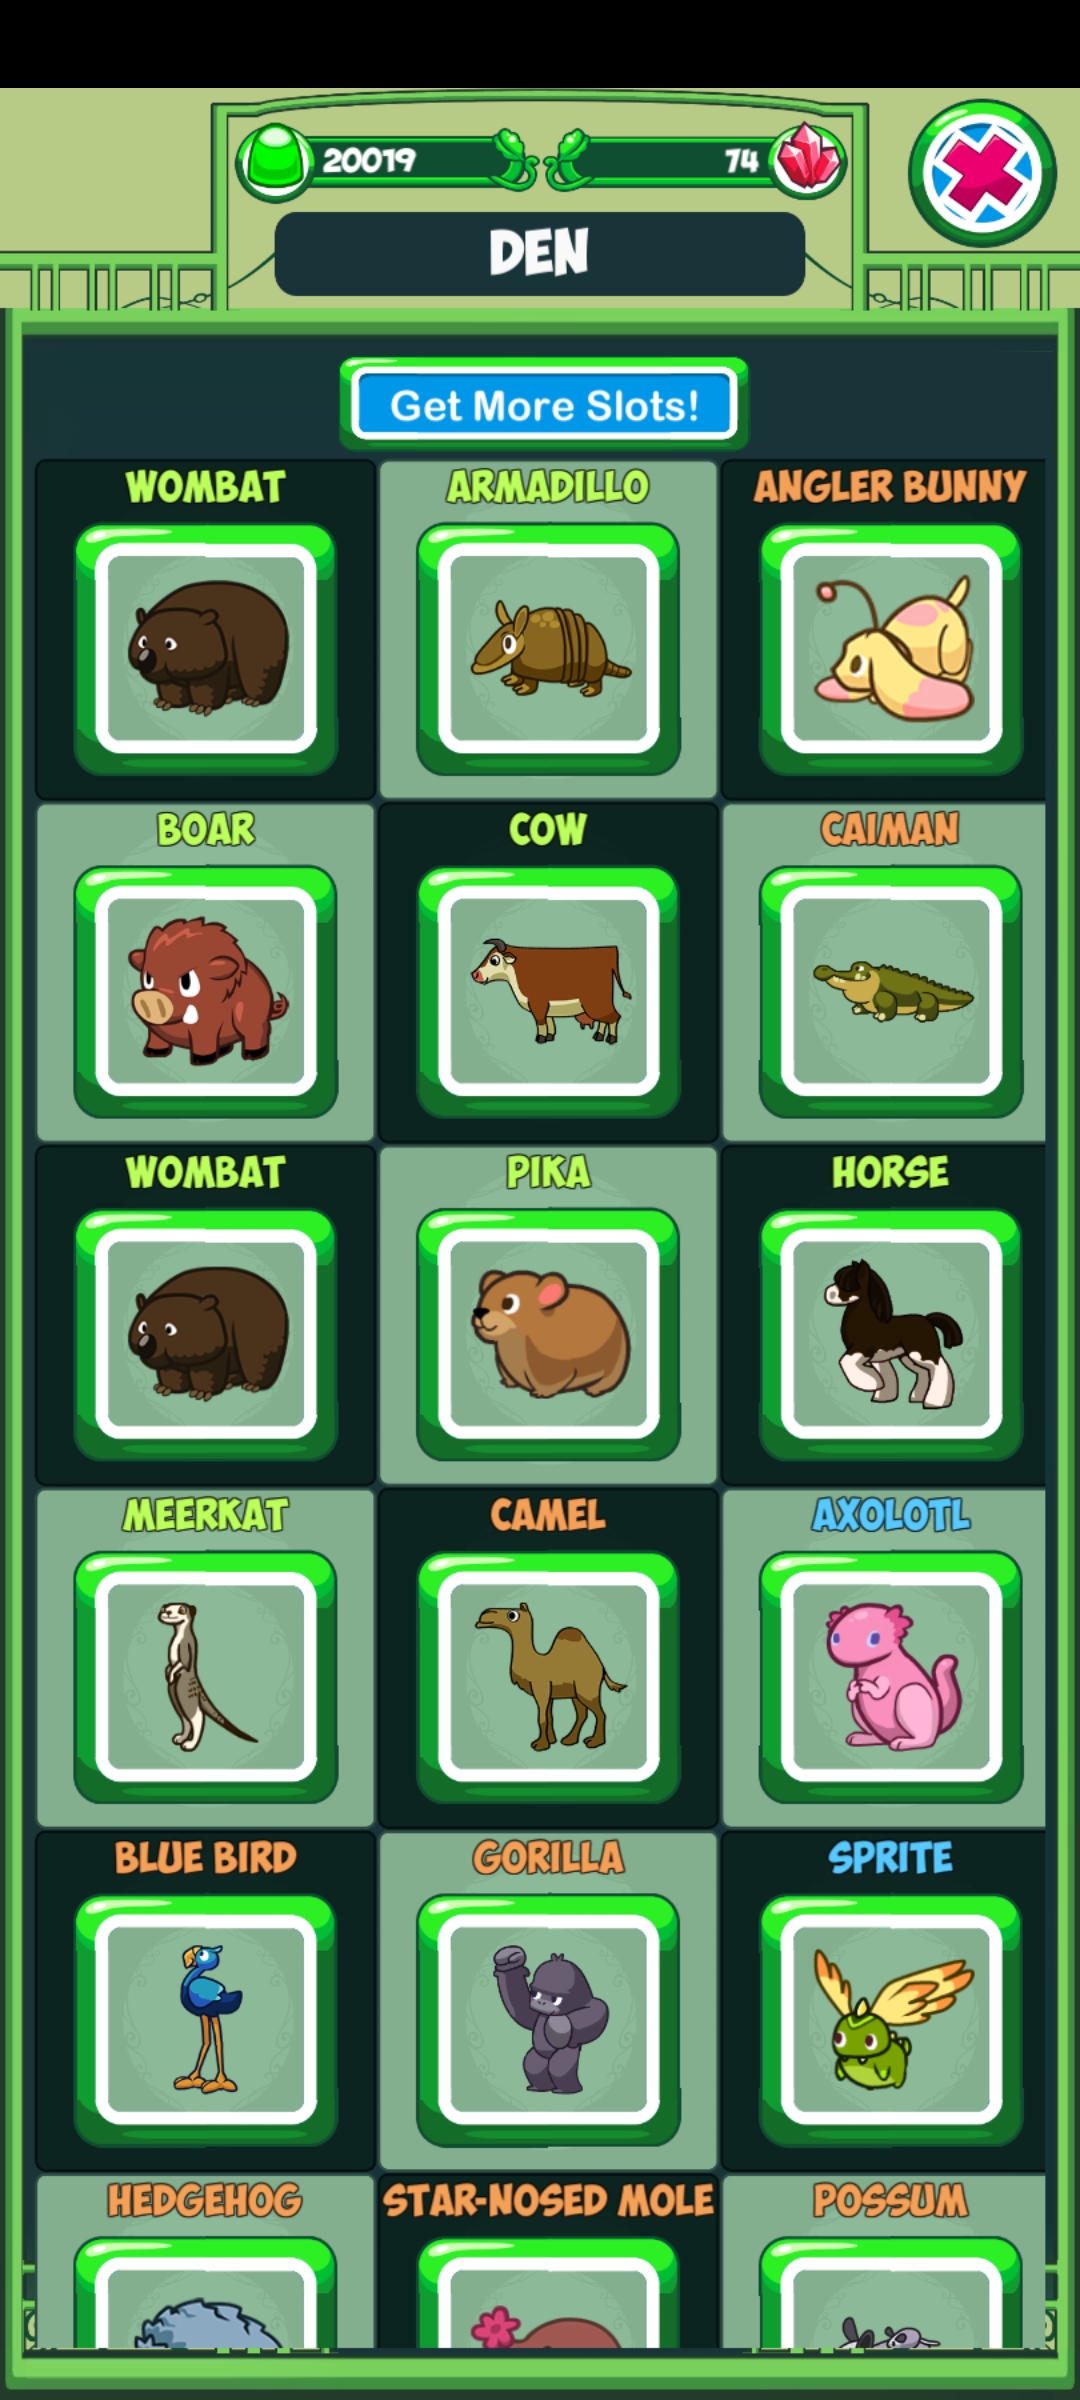 20019 74
DEN
Get More Slots!
WOMBAT ARMADILLO ANGLER BUNNY
BOAR COW CAIMAN
WOMBAT PIKA HORSE
MEERKAT CAMEL AXOLOTL
BLUE BIRD GORILLA SPRITE
HEDGEHOG STAR-NOSED MOLE POSSUM